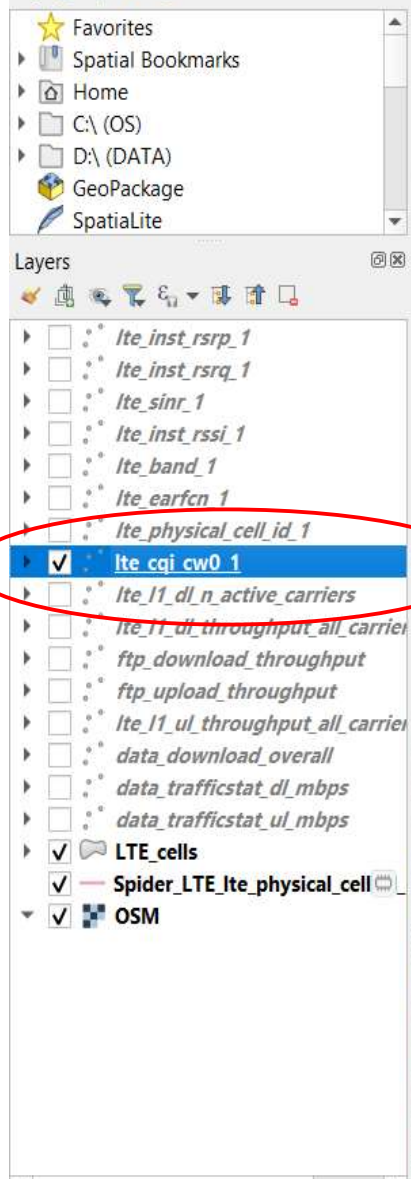 Favorites
Spatial Bookmarks
Home
C:\ (OS)
D:\ (DATA)
GeoPackage
SpatiaLite
Layers
lte_inst_rsrp_1
lte_inst_rsrq_1
lte_sinr_1
lte_inst_rssi_1
lte_band_1
lte_earfcn_1
lte_physical_cell_id_1
lte_cqi_cw0_1
lte_l1_dl_n_active_carriers
lte_l1_dl_throughput_all_carrier
ftp_download_throughput
ftp_upload_throughput
lte_l1_ul_throughput_all_carrier
data_download_overall
data_trafficstat_dl_mbps
data_trafficstat_ul_mbps
LTE_cells
Spider_LTE_lte_physical_cell
OSM